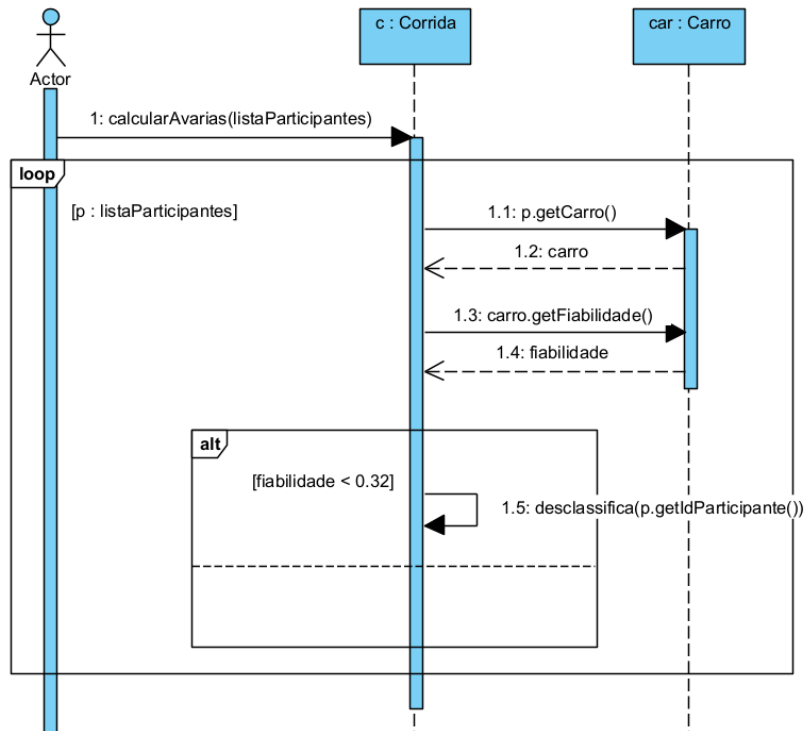 c : Corrida
car : Carro
Actor
1: calcularAvarias(listaParticipantes)
loop
[p : listaParticipantes]
1.1: p.getCarro()
1.2: carro
1.3: carro.getFiabilidade()
1.4: fiabilidade
alt
[fiabilidade < 0.32]
1.5: desclassifica(p.getIdParticipante())